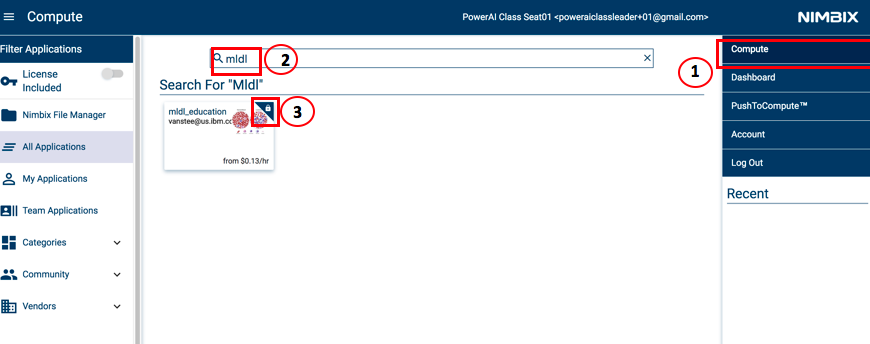 Compute
PowerAI Class Seat01 <poweraiclassleader+01@gmail.com>
NIMBIX
Filter Applications
License
Included
Nimbix File Manager
All Applications
My Applications
Team Applications
Categories
Community
Vendors
mldl
2
Search For "Mldl"
mldl_education
vanstee@us.ibm.co
from $0.13/hr
3
1
Compute
Dashboard
PushToCompute™
Account
Log Out
Recent